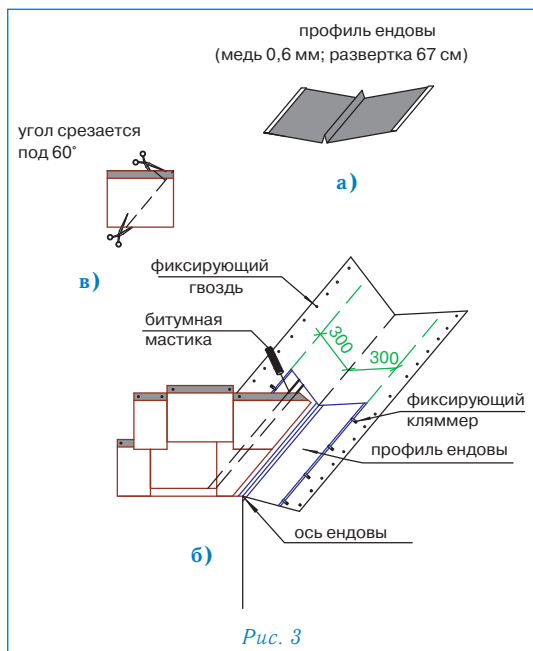 профиль ендовы
(медь 0,6 мм; развертка 67 см)
а)
угол срезается
под 60°
в)
фиксирующий
гвоздь
битумная
мастика
300
300
фиксирующий
кляммер
профиль ендовы
ось ендовы
б)
Рис. 3